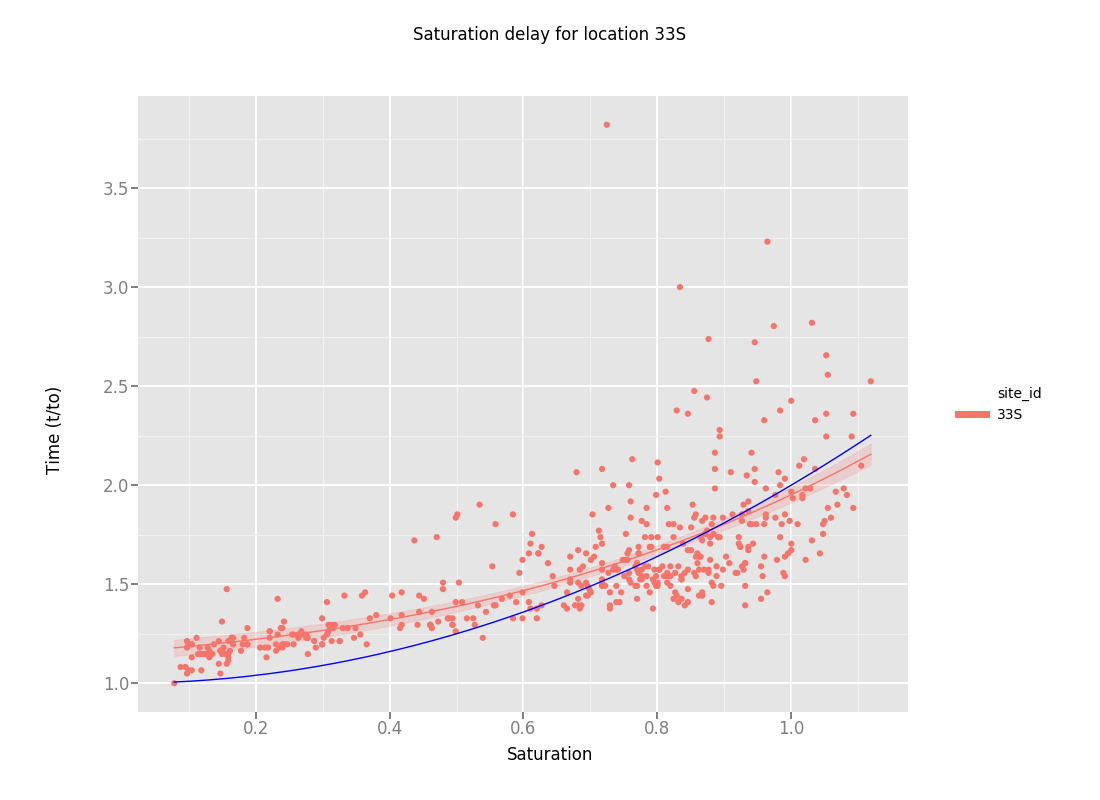 Saturation delay for location 33S
3.5
3.0
2.5
2.0
1.5
1.0
Time (t/to)
0.2 0.4 0.6 0.8 1.0
Saturation
site_id
33S